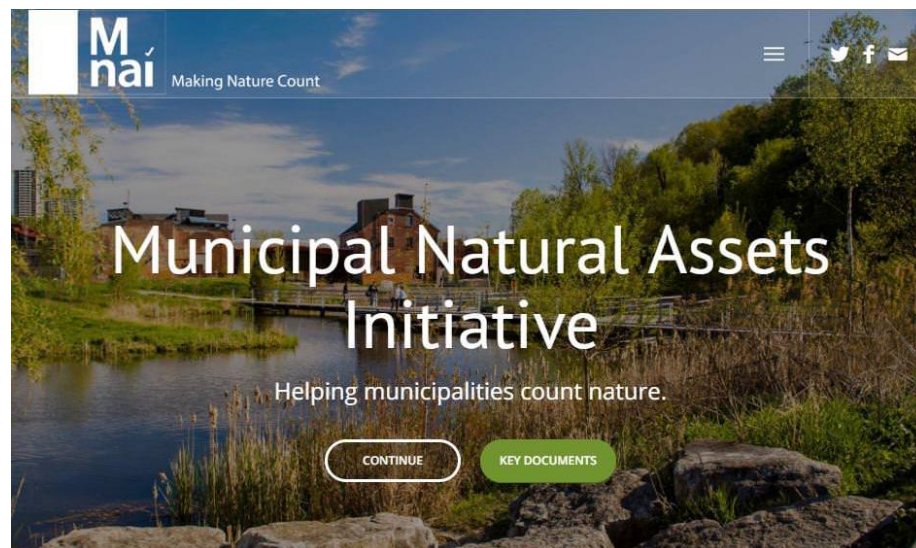 M
nai
Making Nature Count
Municipal Natural Assets
Initiative
Helping municipalities count nature.
CONTINUE
KEY DOCUMENTS